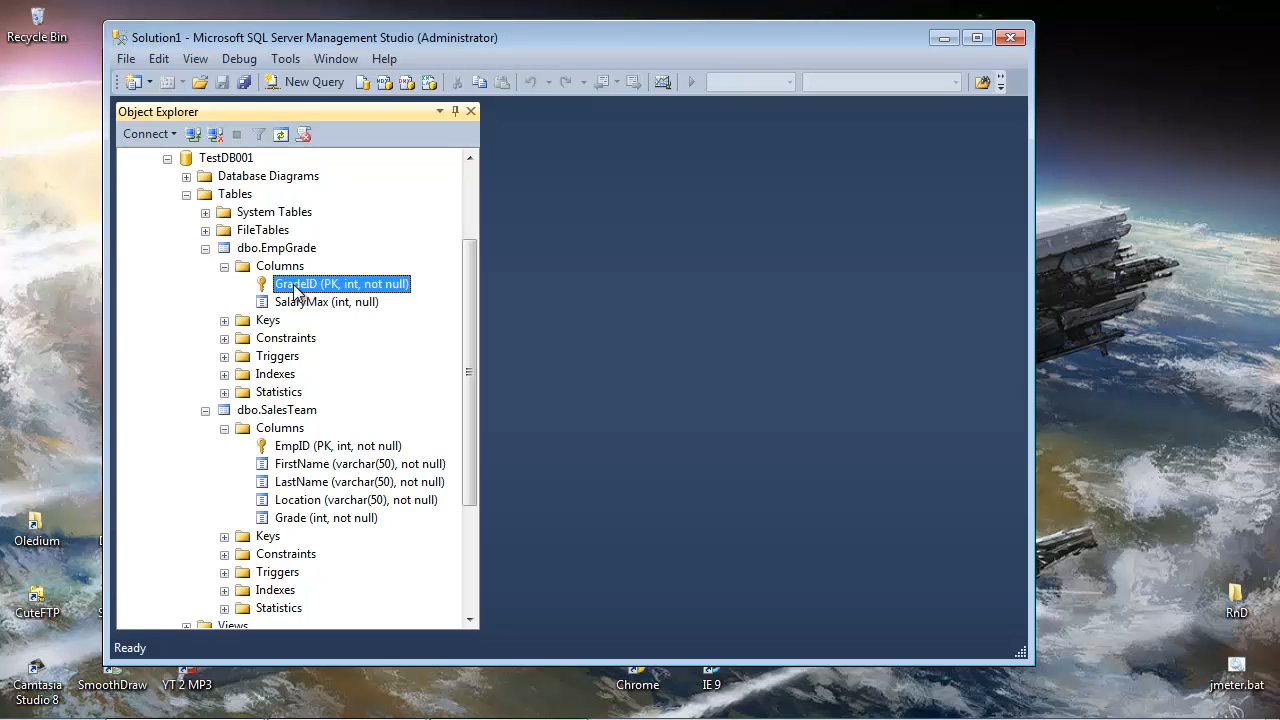 Recycle Bin
Solution1 - Microsoft SQL Server Management Studio (Administrator)
File Edit View Debug Tools Window Help
New Query
Object Explorer
Connect
TestDB001
Database Diagrams
Tables
System Tables
FileTables
dbo.EmpGrade
Columns
GradeID (PK, int, not null)
SalaryMax (int, null)
Keys
Constraints
Triggers
Indexes
Statistics
dbo.SalesTeam
Columns
EmpID (PK, int, not null)
FirstName (varchar(50), not null)
LastName (varchar(50), not null)
Location (varchar(50), not null)
Grade (int, not null)
Keys
Constraints
Triggers
Indexes
Statistics
Views
Ready
Oledium
CuteFTP
RnD
Camtasia Studio 8
SmoothDraw
YT 2 MP3
Chrome
IE 9
jmeter.bat